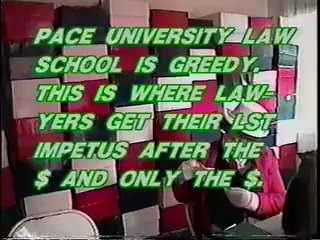 PACE UNIVERSITY LAW
SCHOOL IS GREEDY.
THIS IS WHERE LAW-
YERS GET THEIR LST
IMPETUS AFTER THE
$ AND ONLY THE $.